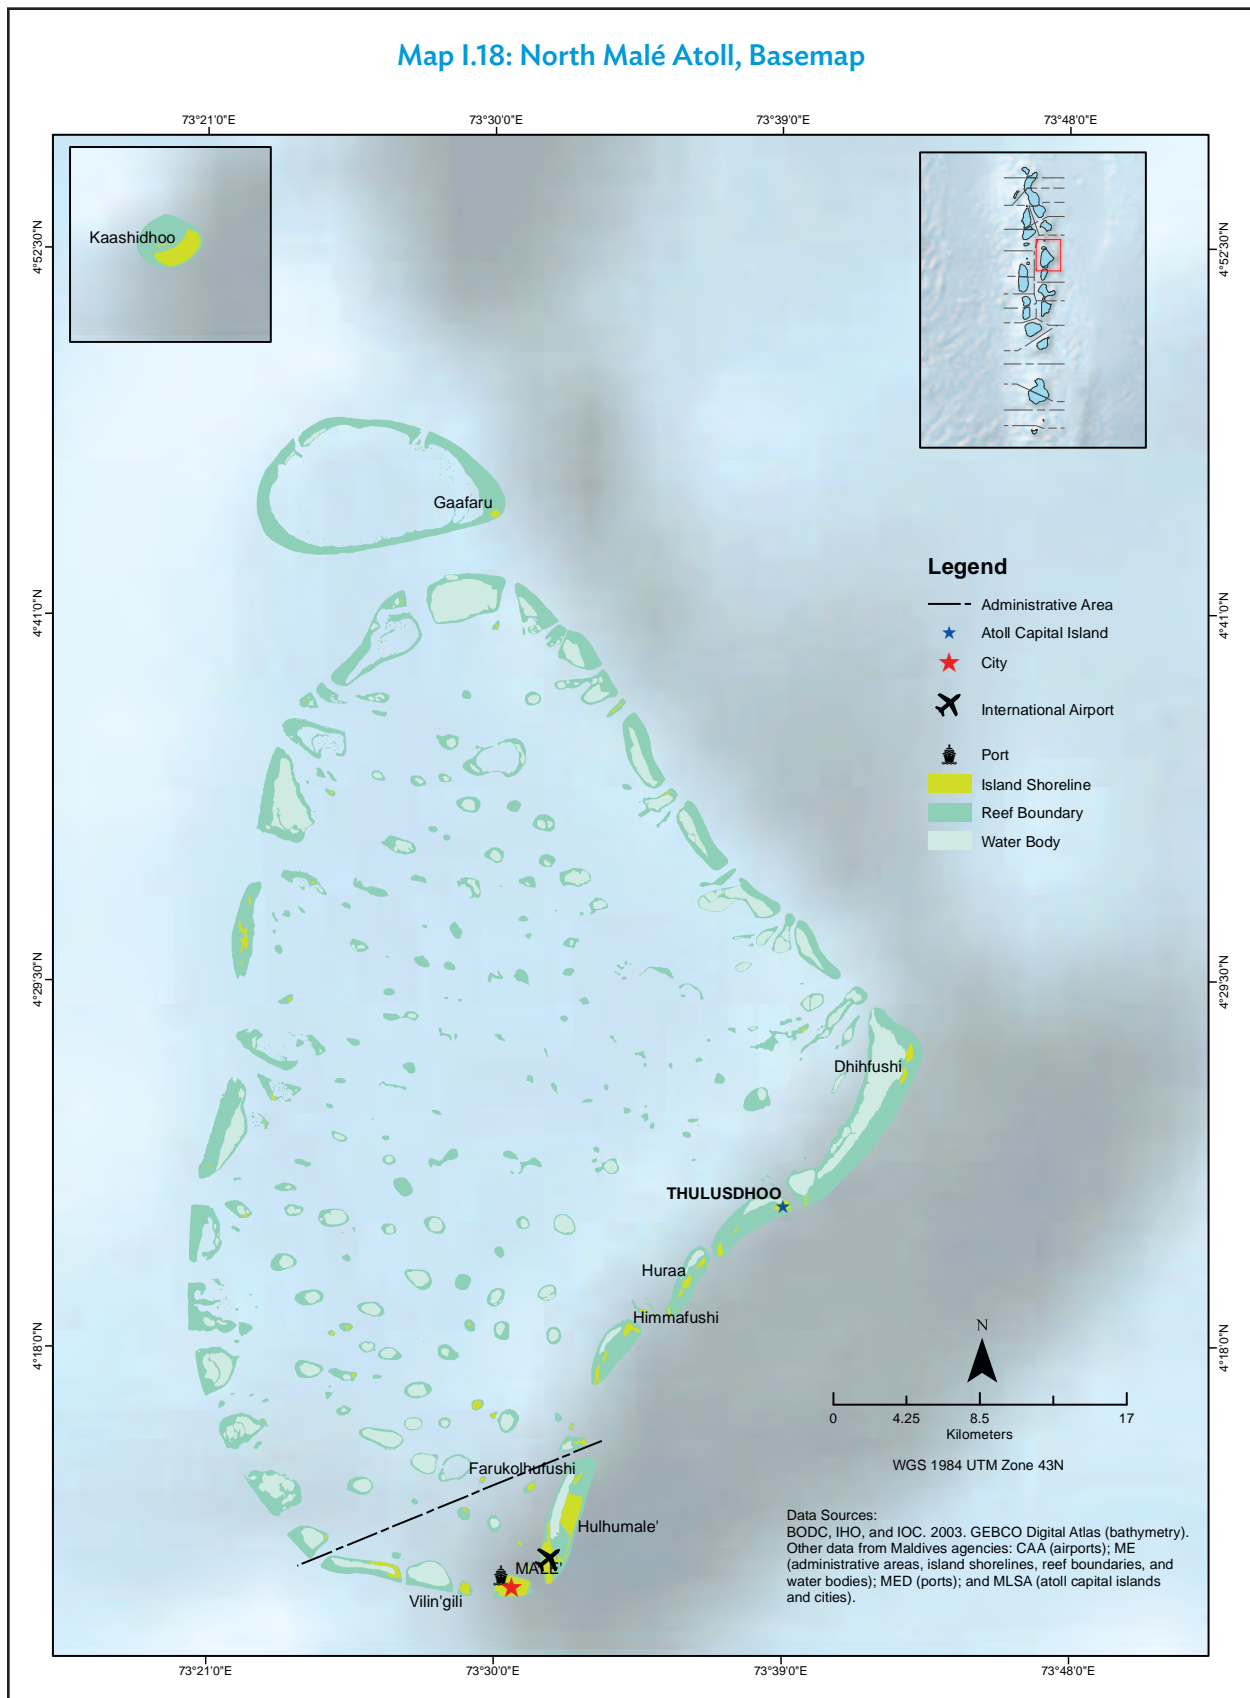 Map I.18: North Malé Atoll, Basemap
73°21'0"E
73°30'0"E
73°39'0"E
73°48'0"E
Kaashidhoo
4°52'30"N
4°52'30"N
Gaafaru
Legend
Administrative Area
Atoll Capital Island
City
International Airport
Port
Island Shoreline
Reef Boundary
Water Body
4°41'0"N
4°41'0"N
4°29'30"N
4°29'30"N
Dhihfushi
THULUSDHOO
Huraa
Himmafushi
4°18'0"N
4°18'0"N
N
0 4.25 8.5 17
Kilometers
WGS 1984 UTM Zone 43N
Farukolhufushi
Hulhumale'
MALE'
Vilin'gili
Data Sources:
BODC, IHO, and IOC. 2003. GEBCO Digital Atlas (bathymetry).
Other data from Maldives agencies: CAA (airports); ME
(administrative areas, island shorelines, reef boundaries, and
water bodies); MED (ports); and MLSA (atoll capital islands
and cities).
73°21'0"E
73°30'0"E
73°39'0"E
73°48'0"E